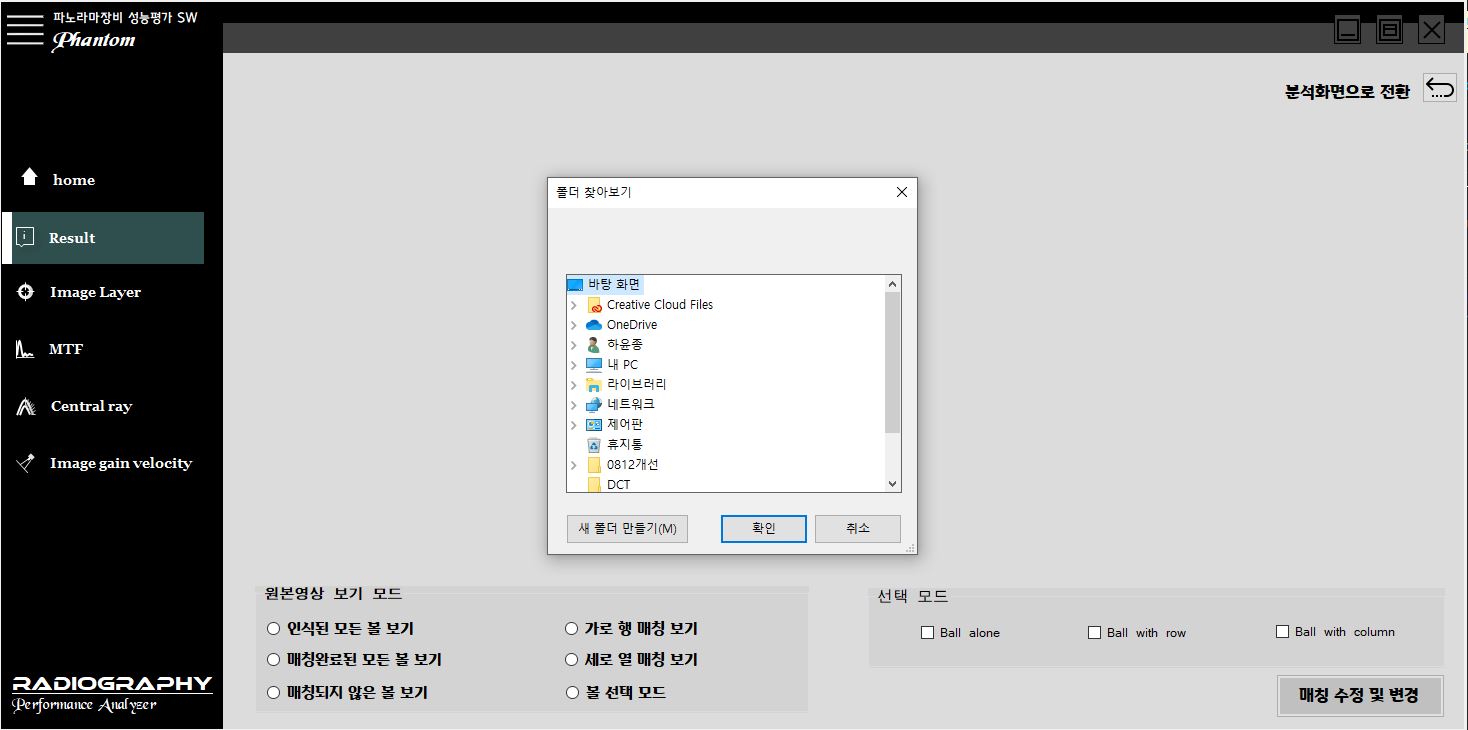 파노라마장비 성능평가 SW
Phantom
분석화면으로 전환
home
Result
Image Layer
MTF
Central ray
Image gain velocity
폴더 찾아보기
바탕 화면
Creative Cloud Files
OneDrive
하윤종
내 PC
라이브러리
네트워크
제어판
휴지통
0812개선
DCT
새 폴더 만들기(M)
확인
취소
원본영상 보기 모드
인식된 모든 볼 보기
가로 행 매칭 보기
매칭완료된 모든 볼 보기
세로 열 매칭 보기
매칭되지 않은 볼 보기
볼 선택 모드
선택 모드
Ball alone
Ball with row
Ball with column
매칭 수정 및 변경
RADIOGRAPHY
Performance Analyzer